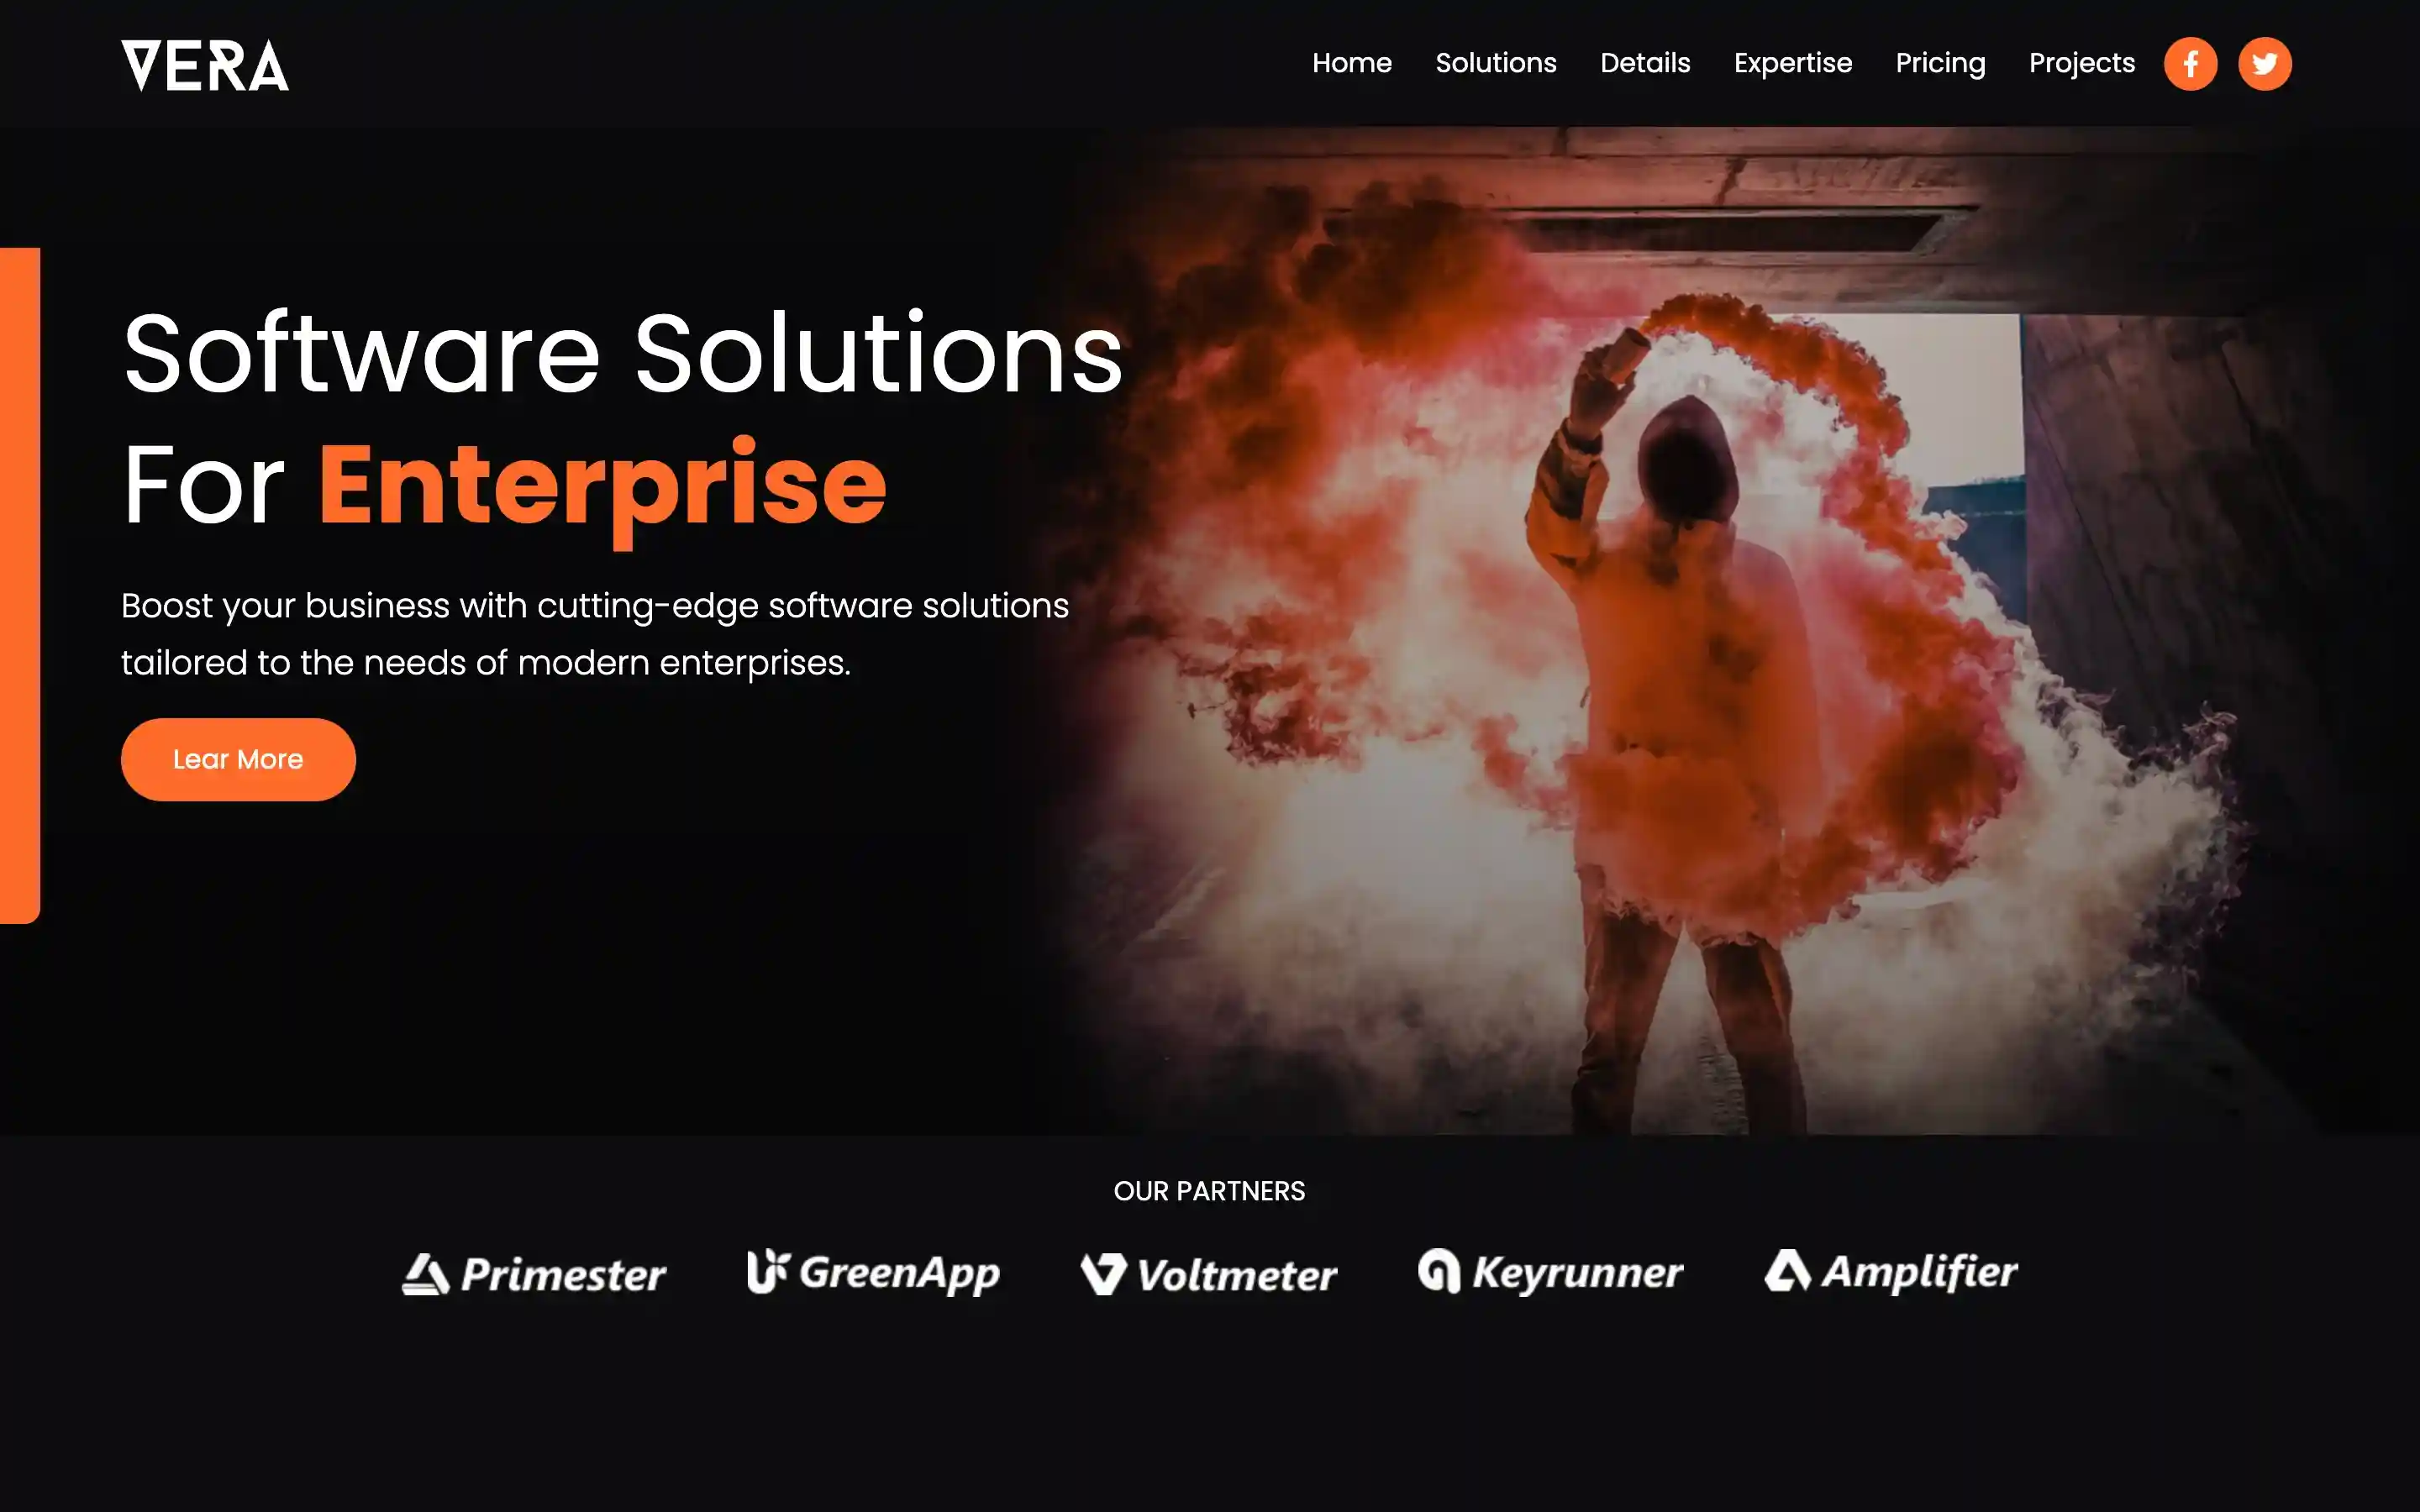 VERA
Home Solutions Details Expertise Pricing Projects
Software Solutions
For Enterprise
Boost your business with cutting-edge software solutions
tailored to the needs of modern enterprises.
Lear More
OUR PARTNERS
Primester GreenApp Voltmeter Keyrunner Amplifier